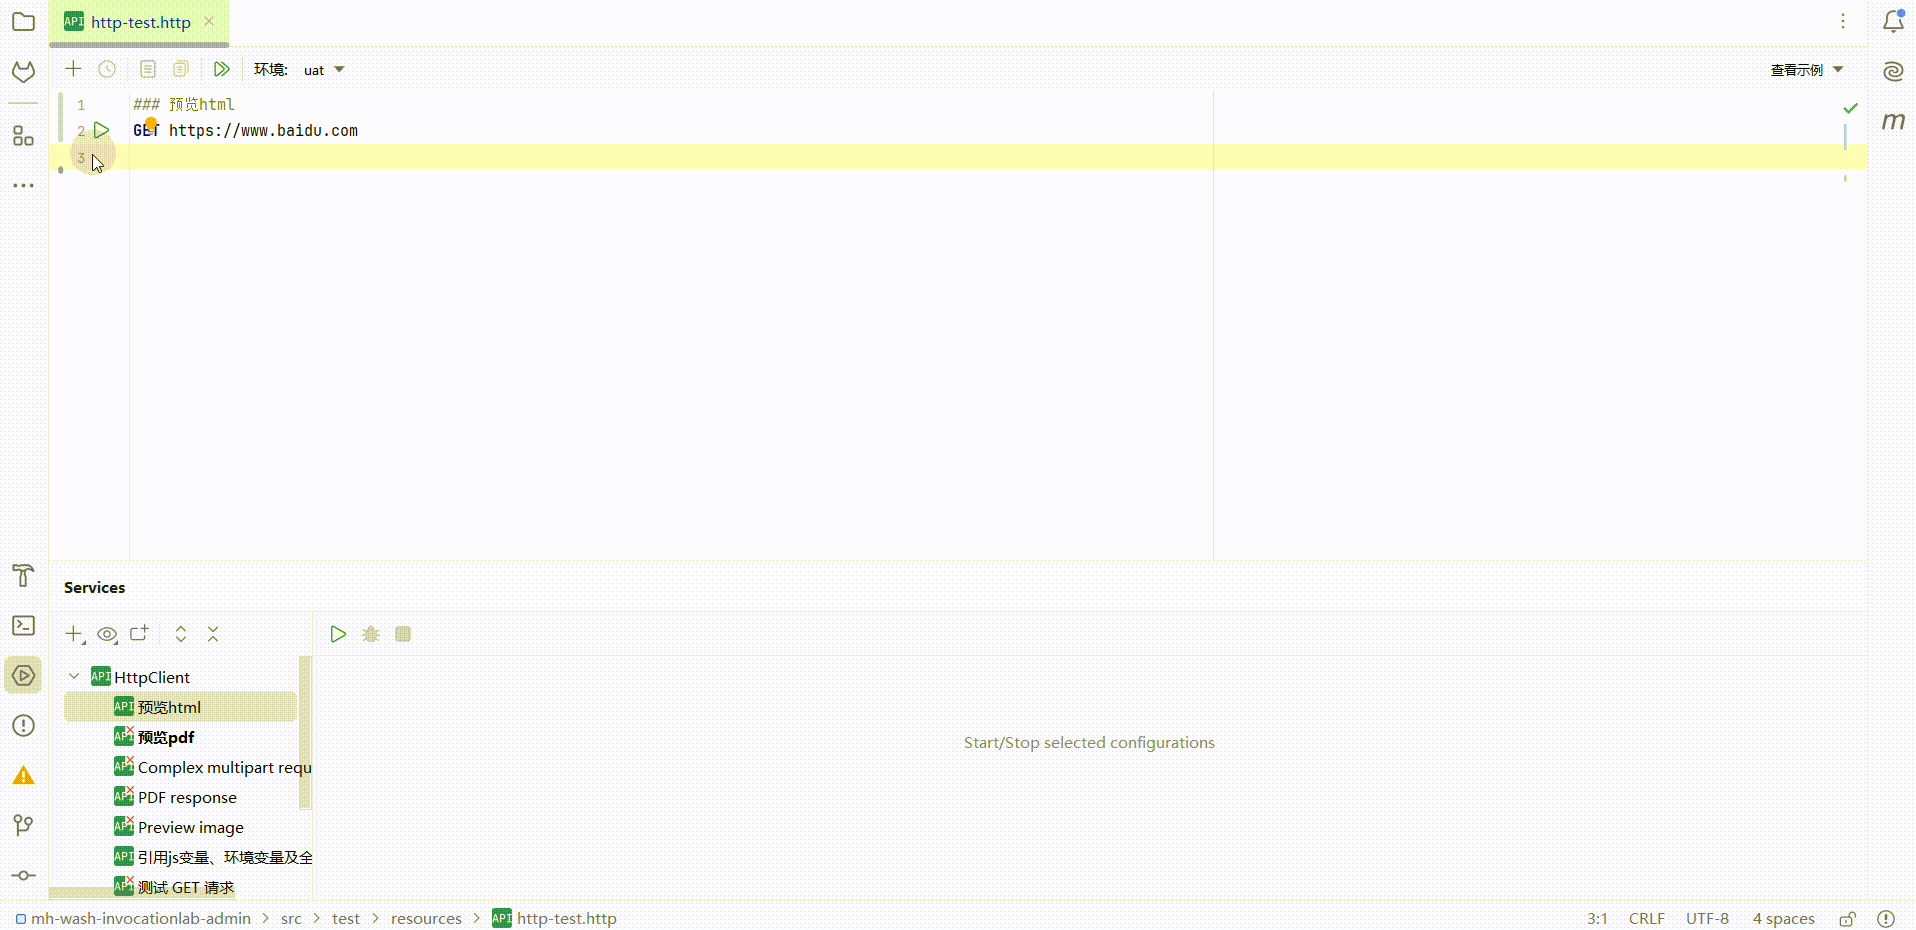 API http-test.http
环境: uat
查看示例
1 ### 预览html
2 GET https://www.baidu.com
3
m
Services
API HttpClient
API 预览html
API 预览pdf
API Complex multipart requ
API PDF response
API Preview image
API 引用js变量、环境变量及全
API 测试 GET 请求
Start/Stop selected configurations
mh-wash-invocationlab-admin > src > test > resources > API http-test.http
3:1 CRLF UTF-8 4 spaces